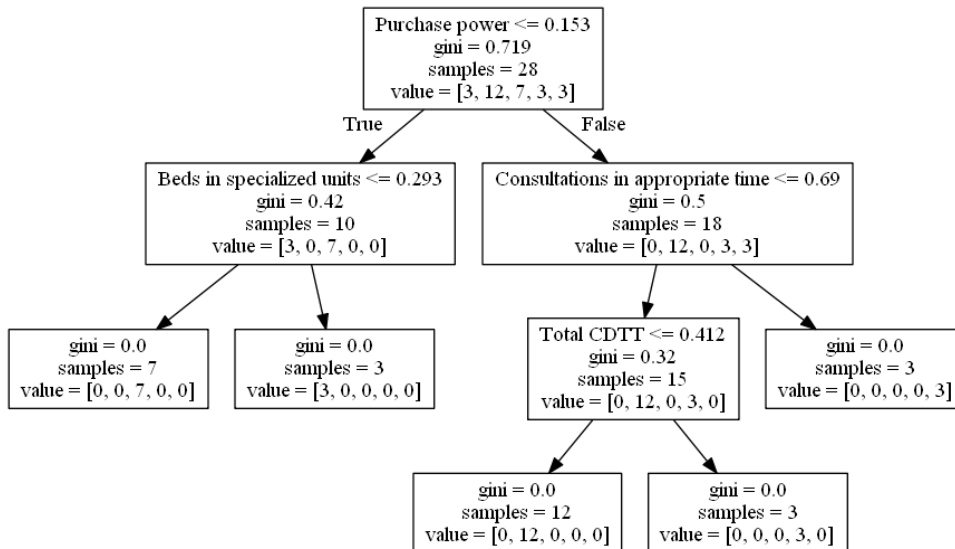 Purchase power <= 0.153
gini = 0.719
samples = 28
value = [3, 12, 7, 3, 3]
True
False
Beds in specialized units <= 0.293
gini = 0.42
samples = 10
value = [3, 0, 7, 0, 0]
Consultations in appropriate time <= 0.69
gini = 0.5
samples = 18
value = [0, 12, 0, 3, 3]
gini = 0.0
samples = 7
value = [0, 0, 7, 0, 0]
gini = 0.0
samples = 3
value = [3, 0, 0, 0, 0]
Total CDTT <= 0.412
gini = 0.32
samples = 15
value = [0, 12, 0, 3, 0]
gini = 0.0
samples = 3
value = [0, 0, 0, 0, 3]
gini = 0.0
samples = 12
value = [0, 12, 0, 0, 0]
gini = 0.0
samples = 3
value = [0, 0, 0, 3, 0]